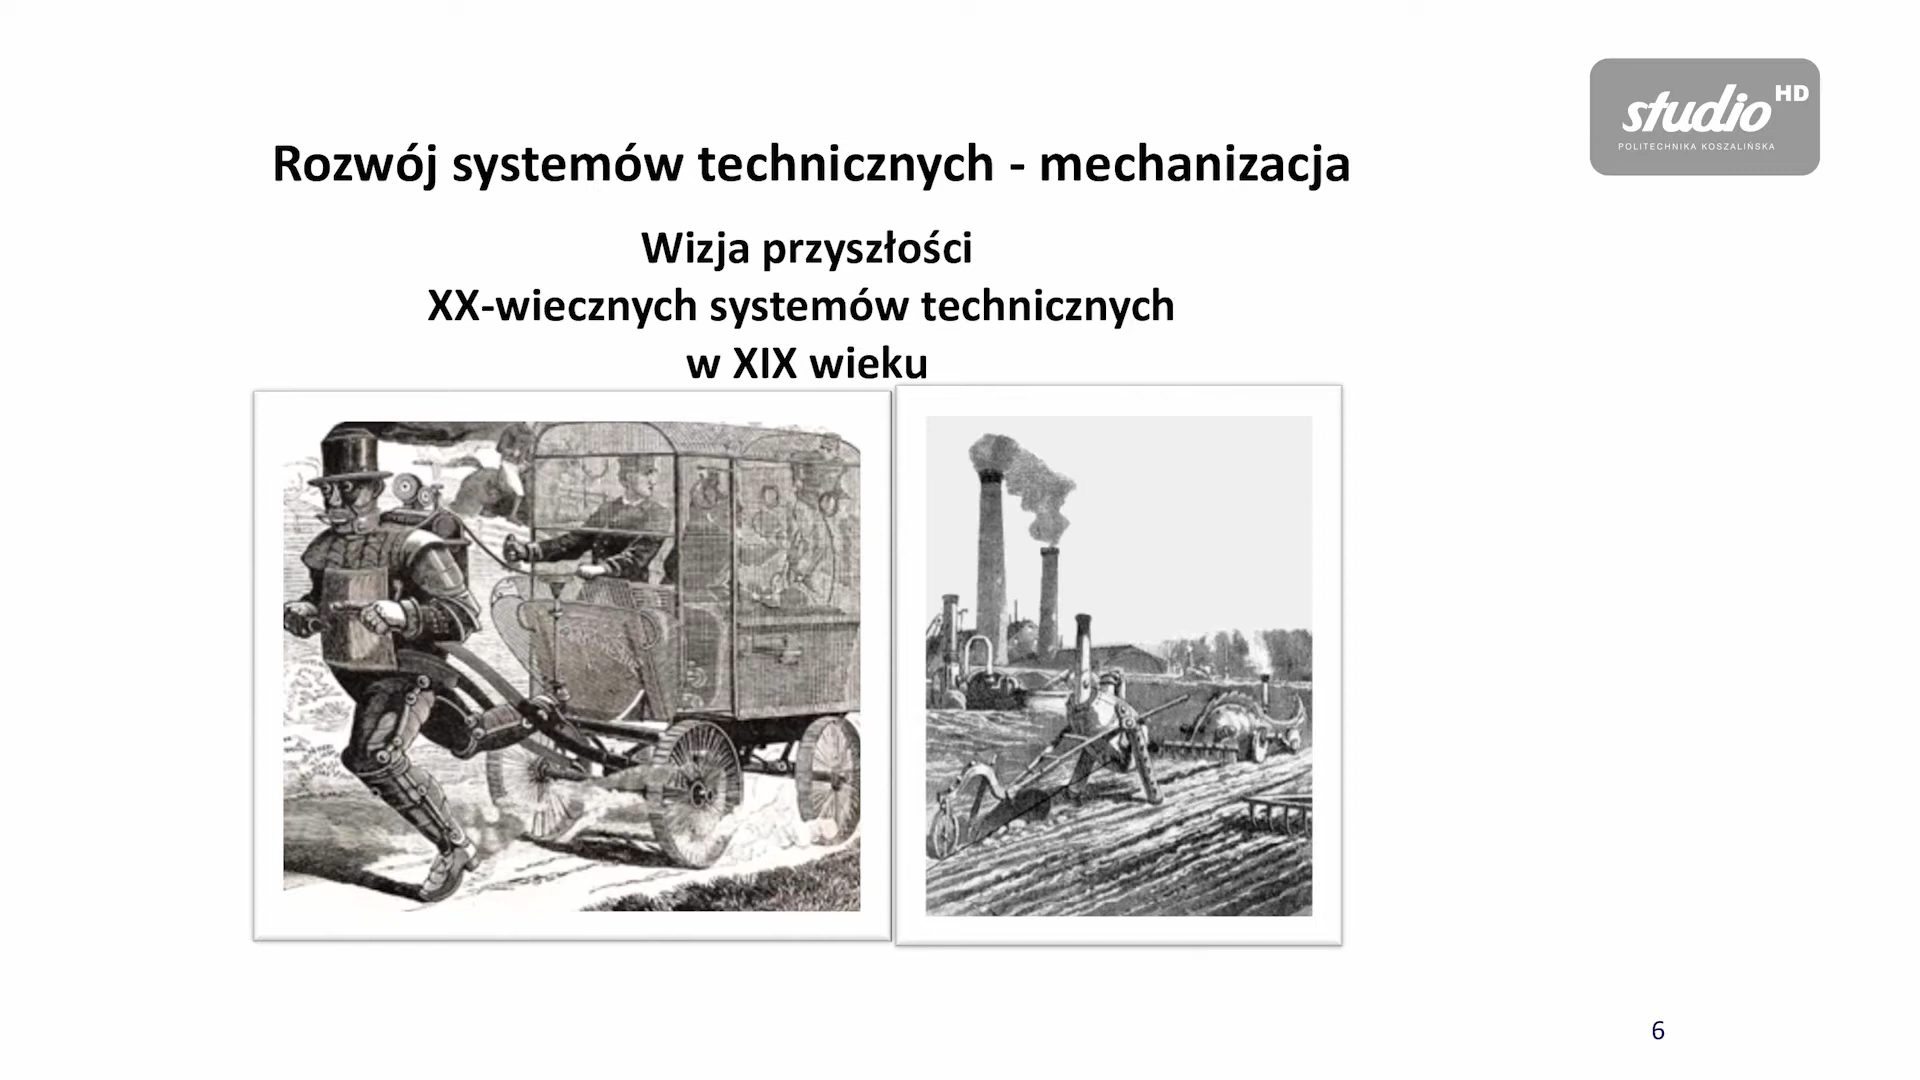 studio HD
POLITECHNIKA KOSZALIŃSKA
Rozwój systemów technicznych - mechanizacja
Wizja przyszłości
XX-wiecznych systemów technicznych
w XIX wieku
6